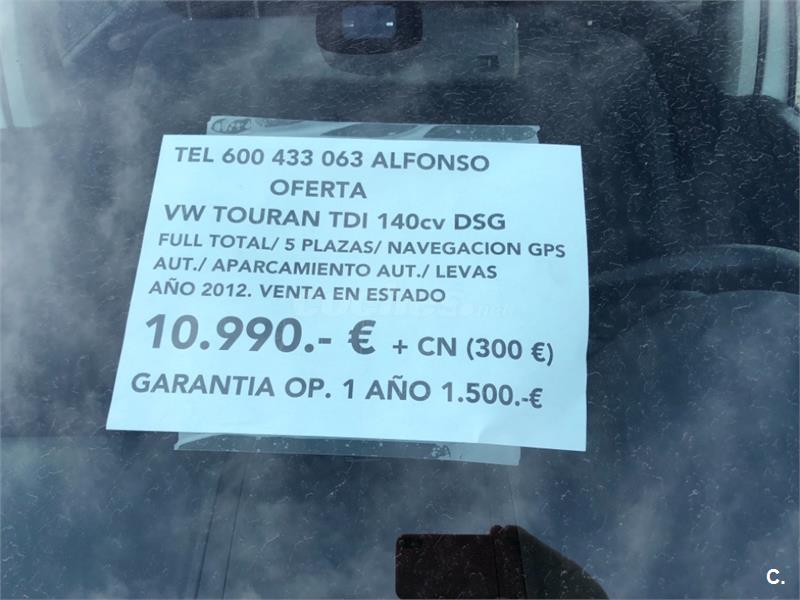 TEL 600 433 063 ALFONSO
OFERTA
VW TOURAN TDI 140cv DSG
FULL TOTAL/ 5 PLAZAS/ NAVEGACION GPS
AUT./ APARCAMIENTO AUT./ LEVAS
AÑO 2012. VENTA EN ESTADO
10.990.- € + CN (300 €)
GARANTIA OP. 1 AÑO 1.500.-€
C.